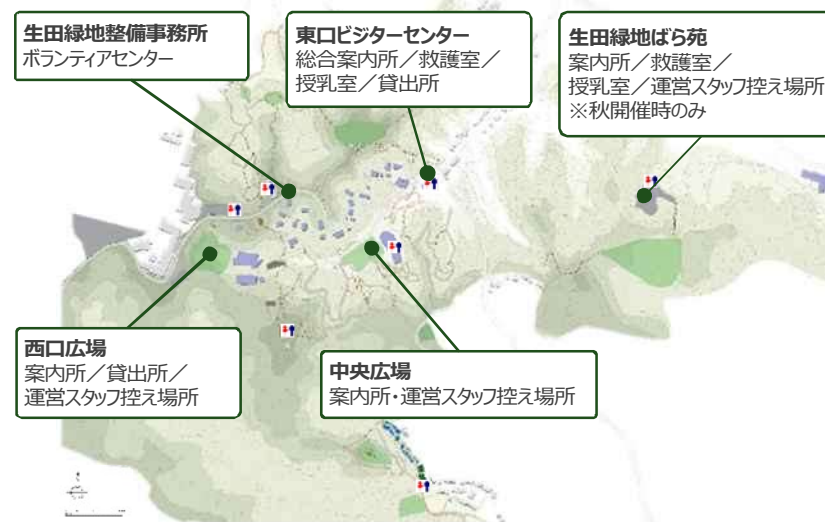 生田緑地整備事務所
ボランティアセンター
東口ビジターセンター
総合案内所／救護室／
授乳室／貸出所
生田緑地ばら苑
案内所／救護室／
授乳室／運営スタッフ控え場所
※秋開催時のみ
西口広場
案内所／貸出所／
運営スタッフ控え場所
中央広場
案内所・運営スタッフ控え場所